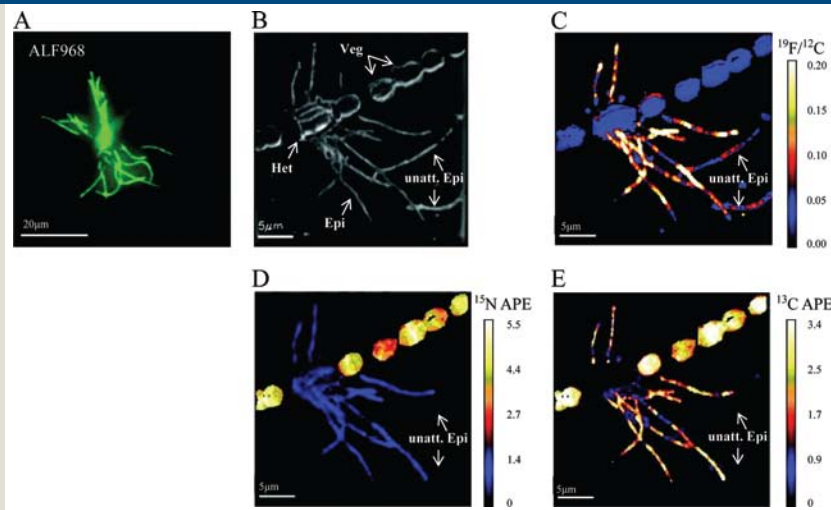 A
ALF968
20μm
B
Veg
Het
unatt. Epi
Epi
5μm
C
¹⁹F/¹²C
0.20
0.15
0.10
0.05
0.00
unatt. Epi
5μm
D
¹⁵N APE
5.5
4.4
2.7
1.4
0
unatt. Epi
5μm
E
¹³C APE
3.4
2.5
1.7
0.9
0
unatt. Epi
5μm